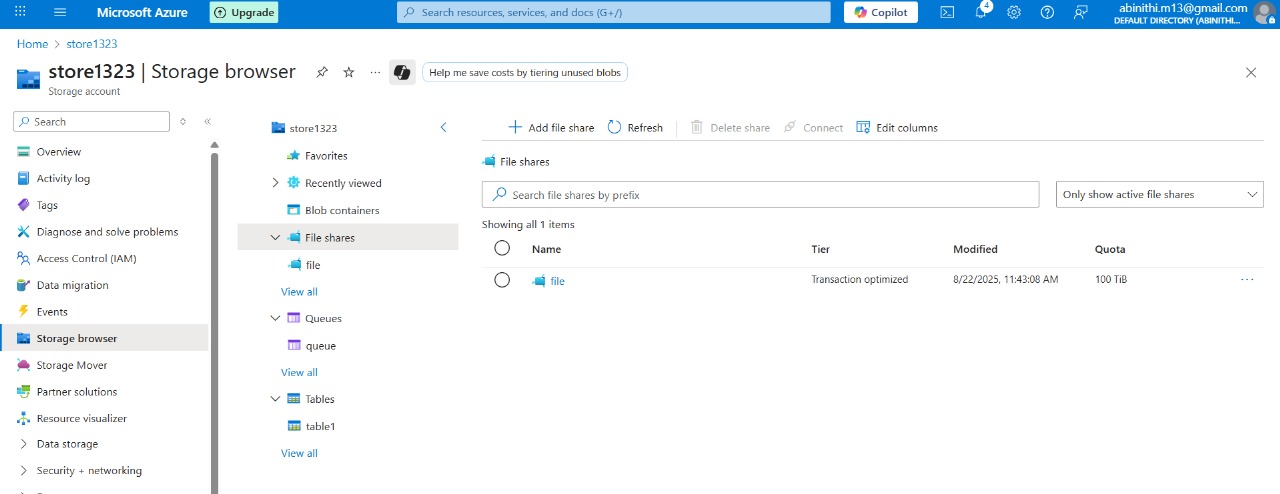 Microsoft Azure
Upgrade
Search resources, services, and docs (G+/)
Copilot
4
abinithi.m13@gmail.com
DEFAULT DIRECTORY (ABINITHI...
Home > store1323
store1323 | Storage browser
Help me save costs by tiering unused blobs
Storage account
Search
Overview
Activity log
Tags
Diagnose and solve problems
Access Control (IAM)
Data migration
Events
Storage browser
Storage Mover
Partner solutions
Resource visualizer
Data storage
Security + networking
store1323
Favorites
Recently viewed
Blob containers
File shares
file
View all
Queues
queue
View all
Tables
table1
View all
Add file share Refresh Delete share Connect Edit columns
File shares
Search file shares by prefix
Only show active file shares
Showing all 1 items
Name Tier Modified Quota
file Transaction optimized 8/22/2025, 11:43:08 AM 100 TiB